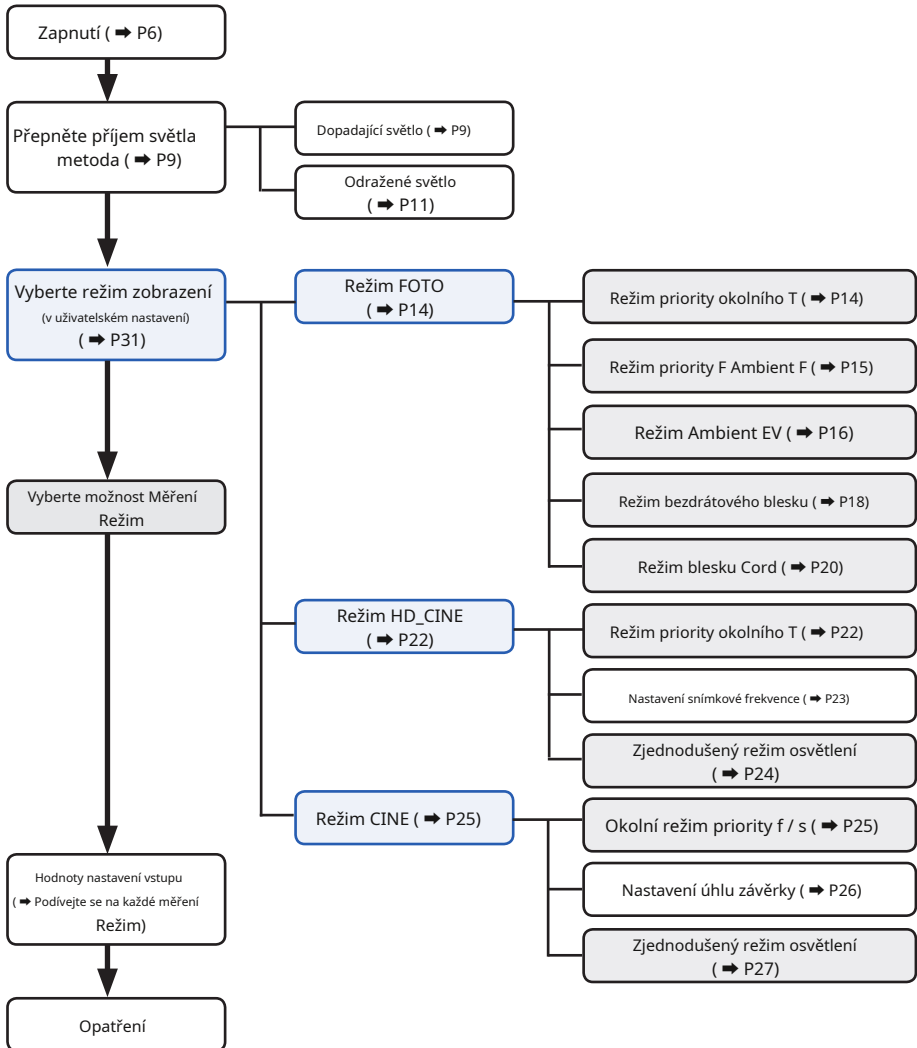 Zapnutí ( ➡ P6)
Přepněte příjem světla
metoda ( ➡ P9)
Dopadající světlo ( ➡ P9)
Odražené světlo
( ➡ P11)
Vyberte režim zobrazení
(v uživatelském nastavení)
( ➡ P31)
Režim FOTO
( ➡ P14)
Režim priority okolního T ( ➡ P14)
Režim priority F Ambient F ( ➡ P15)
Režim Ambient EV ( ➡ P16)
Režim bezdrátového blesku ( ➡ P18)
Režim blesku Cord ( ➡ P20)
Vyberte možnost Měření
Režim
Režim HD_CINE
( ➡ P22)
Režim priority okolního T ( ➡ P22)
Nastavení snímkové frekvence ( ➡ P23)
Zjednodušený režim osvětlení
( ➡ P24)
Režim CINE ( ➡ P25)
Okolní režim priority f / s ( ➡ P25)
Nastavení úhlu závěrky ( ➡ P26)
Zjednodušený režim osvětlení
( ➡ P27)
Hodnoty nastavení vstupu
( ➡ Podívejte se na každé měření
Režim)
Opatření